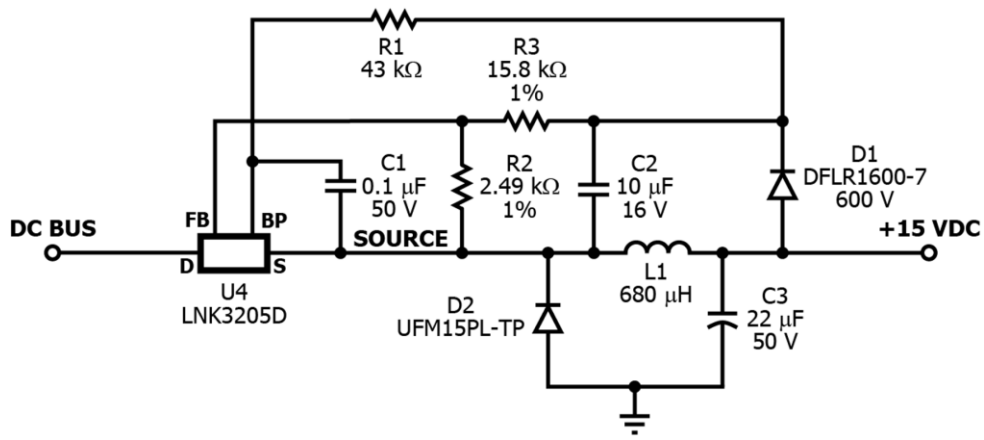 R1
43 kΩ
R3
15.8 kΩ
1%
C1
0.1 μF
50 V
R2
2.49 kΩ
1%
C2
10 μF
16 V
D1
DFLR1600-7
600 V
FB
BP
DC BUS
SOURCE
+15 VDC
D
S
U4
LNK3205D
D2
UFM15PL-TP
L1
680 μH
C3
22 μF
50 V